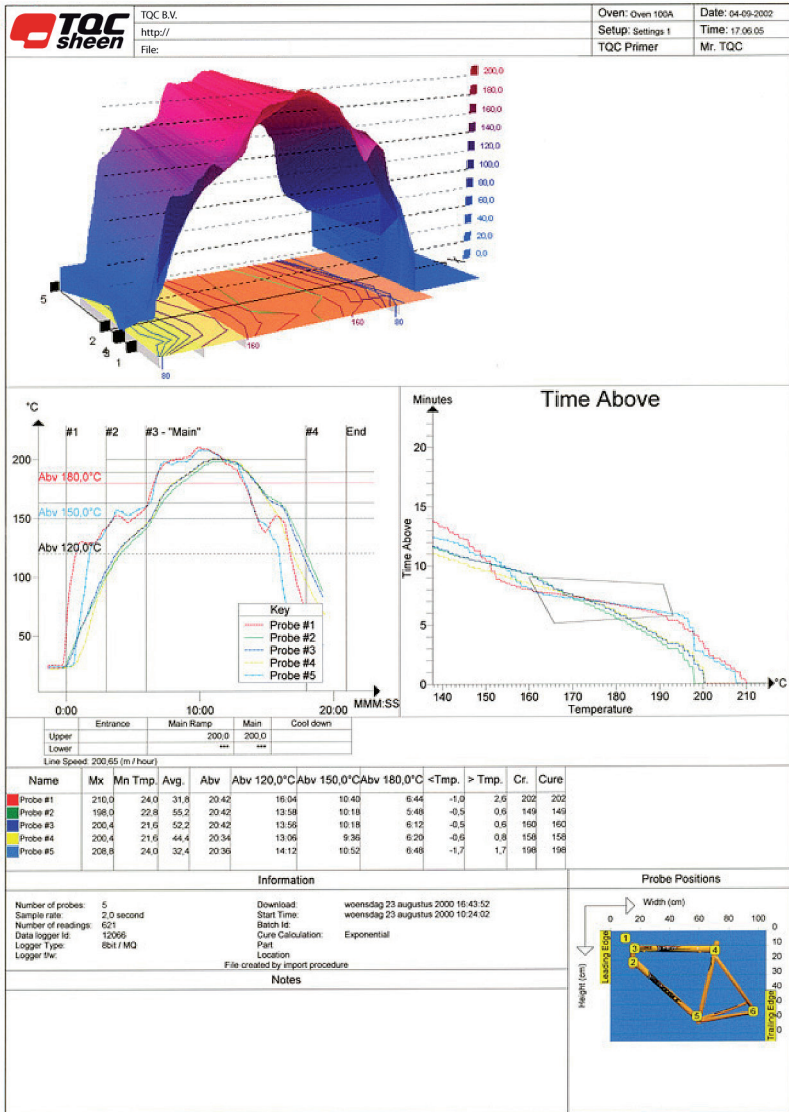 TQC sheen
TQC B.V.
http://
File:
Oven: Oven 100A
Date: 04-09-2002
Setup: Settings 1
Time: 17.06.05
TQC Primer
Mr. TQC
200,0
180,0
160,0
140,0
120,0
100,0
80,0
60,0
40,0
20,0
0,0
5
2
4
3
1
80
160
160
80
°C
#1
#2
#3 - "Main"
#4
End
200
Abv 180,0°C
Abv 150,0°C
150
Abv 120,0°C
100
50
Key
Probe #1
Probe #2
Probe #3
Probe #4
Probe #5
0:00 10:00 20:00
MMM:SS
Minutes
Time Above
20
15
10
5
0
Time Above
140 150 160 170 180 190 200 210
°C
Temperature
Entrance Main Ramp Main Cool down
Upper 200,0 200,0
Lower *** ***
Line Speed: 200,65 (m / hour)
Name Mx Mn Tmp. Avg. Abv Abv 120,0°C Abv 150,0°C Abv 180,0°C <Tmp. > Tmp. Cr. Cure
Probe #1 210,0 24,0 31,8 20:42 16:04 10:40 6:44 -1,0 2,6 202 202
Probe #2 198,0 22,8 55,2 20:42 13:58 10:18 5:48 -0,5 0,6 149 149
Probe #3 200,4 21,6 52,2 20:42 13:56 10:18 6:12 -0,5 0,6 160 160
Probe #4 200,4 21,6 44,4 20:34 13:06 9:36 6:20 -0,6 0,8 158 158
Probe #5 208,8 24,0 32,4 20:36 14:12 10:52 6:48 -1,7 1,7 198 198
Information
Number of probes: 5
Sample rate: 2,0 second
Number of readings: 621
Data logger Id: 12066
Logger Type: 8bit / MQ
Logger f/w:
Download: woensdag 23 augustus 2000 16:43:52
Start Time: woensdag 23 augustus 2000 10:24:02
Batch Id:
Cure Calculation: Exponential
Part
Location
File created by import procedure
Notes
Probe Positions
Width (cm)
0 20 40 60 80 100
Height (cm)
Leading Edge
Trailing Edge
0
10
20
30
40
50
1
3
4
2
5
6